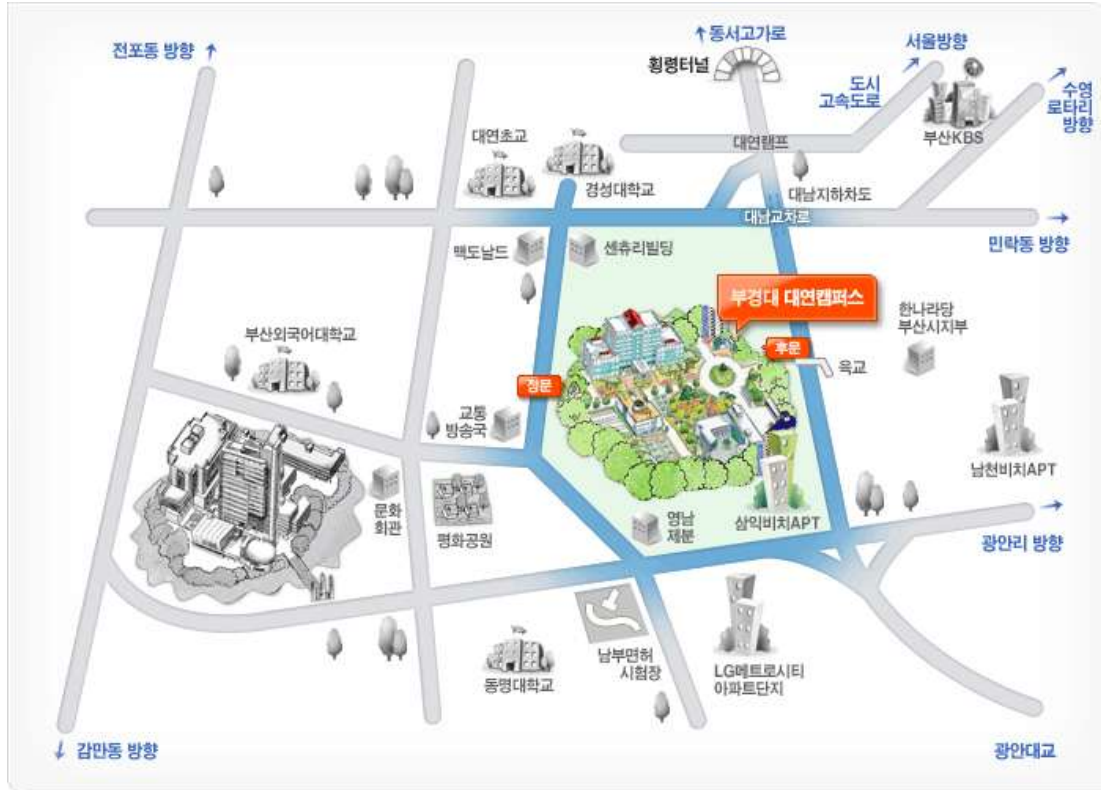 전포동 방향
동서고가로
횡령터널
서울방향
도시
고속도로
수영
로타리
방향
부산KBS
대연램프
대연초교
경성대학교
대남지하차도
대남교차로
민락동 방향
맥도날드
센츄리빌딩
부경대 대연캠퍼스
한나라당
부산시지부
부산외국어대학교
후문
육교
정문
교통
방송국
남천비치APT
문화
회관
평화공원
영남
제분
삼익비치APT
광안리 방향
남부면허
시험장
동명대학교
LG메트로시티
아파트단지
감만동 방향
광안대교